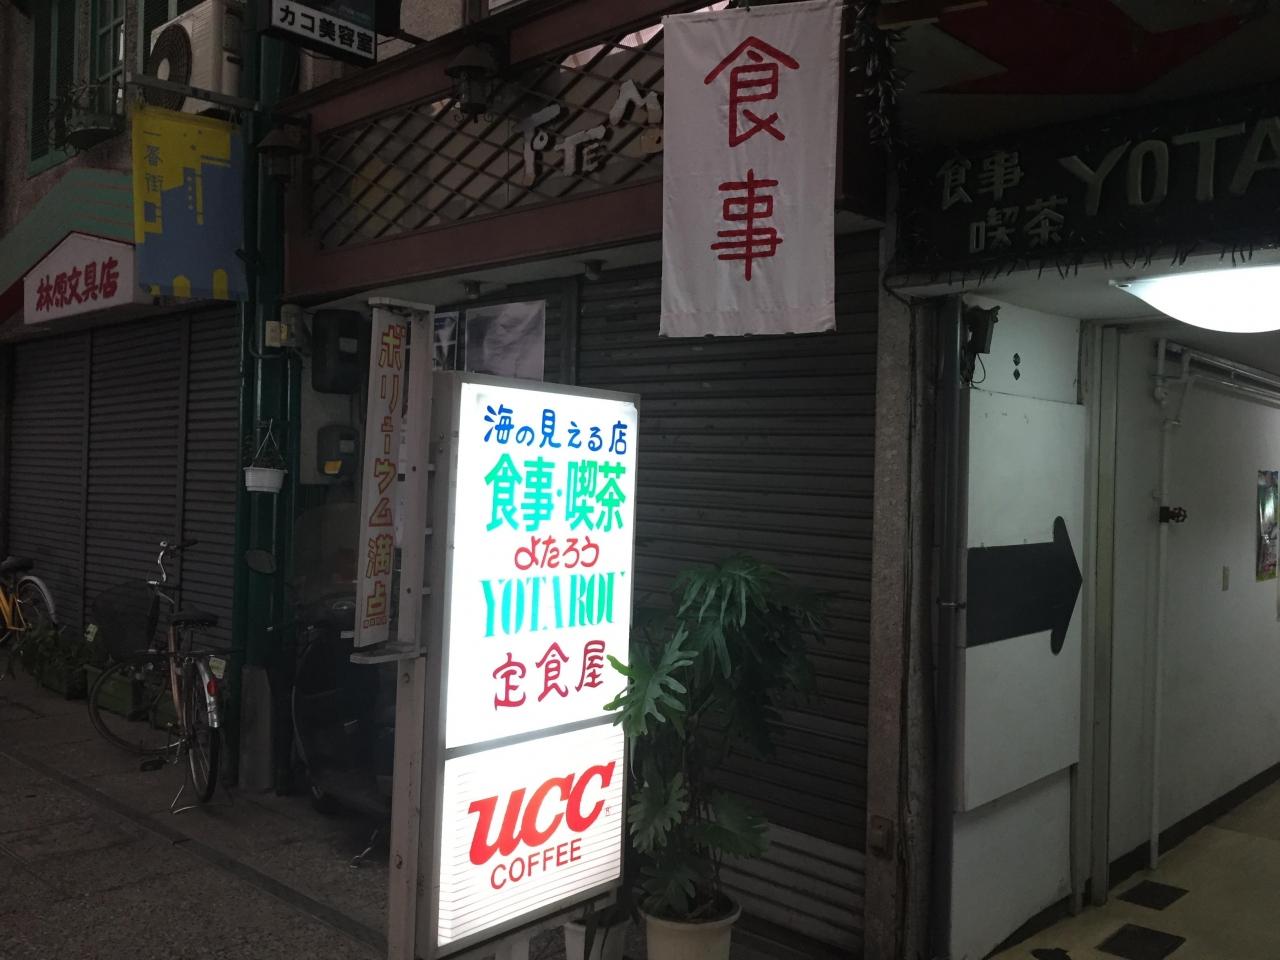 カコ美容室
一番街
林原文具店
TOTEM
食事
食事
喫茶
YOTA
ボリューム満点
海の見える店
食事・喫茶
よたろう
YOTAROU
定食屋
UCC
COFFEE